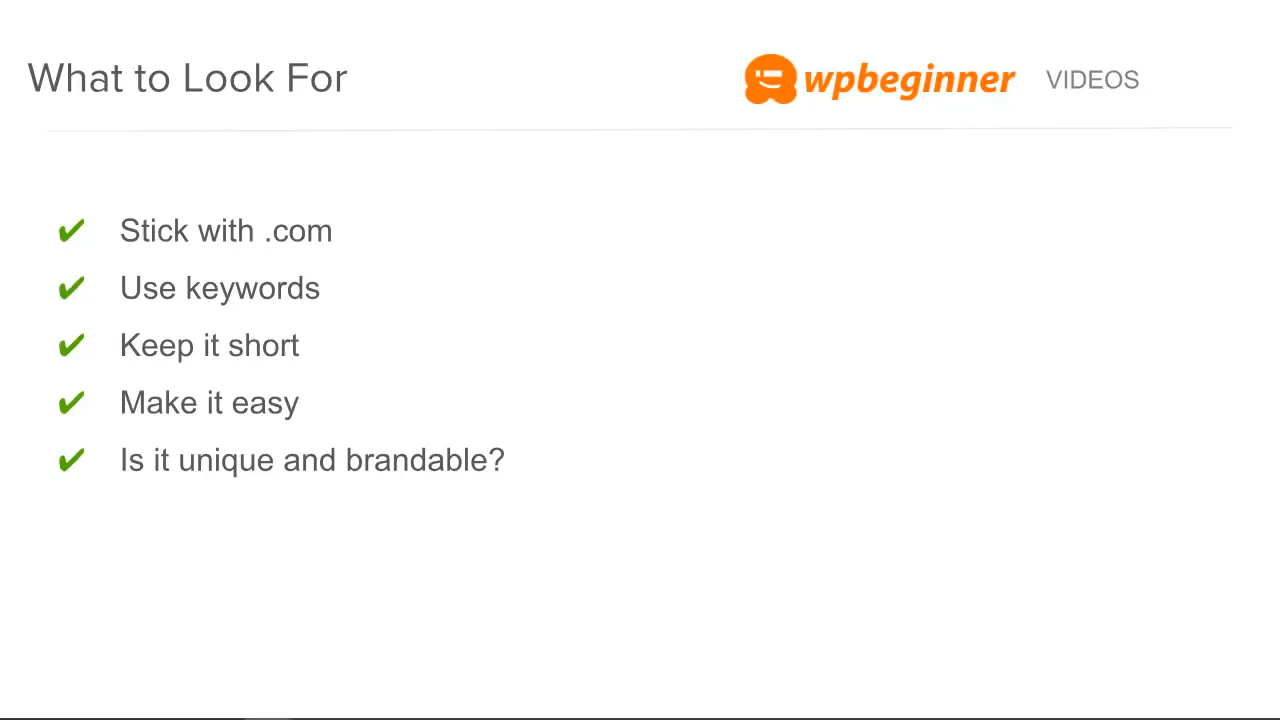 What to Look For
wpbeginner VIDEOS
Stick with .com
Use keywords
Keep it short
Make it easy
Is it unique and brandable?